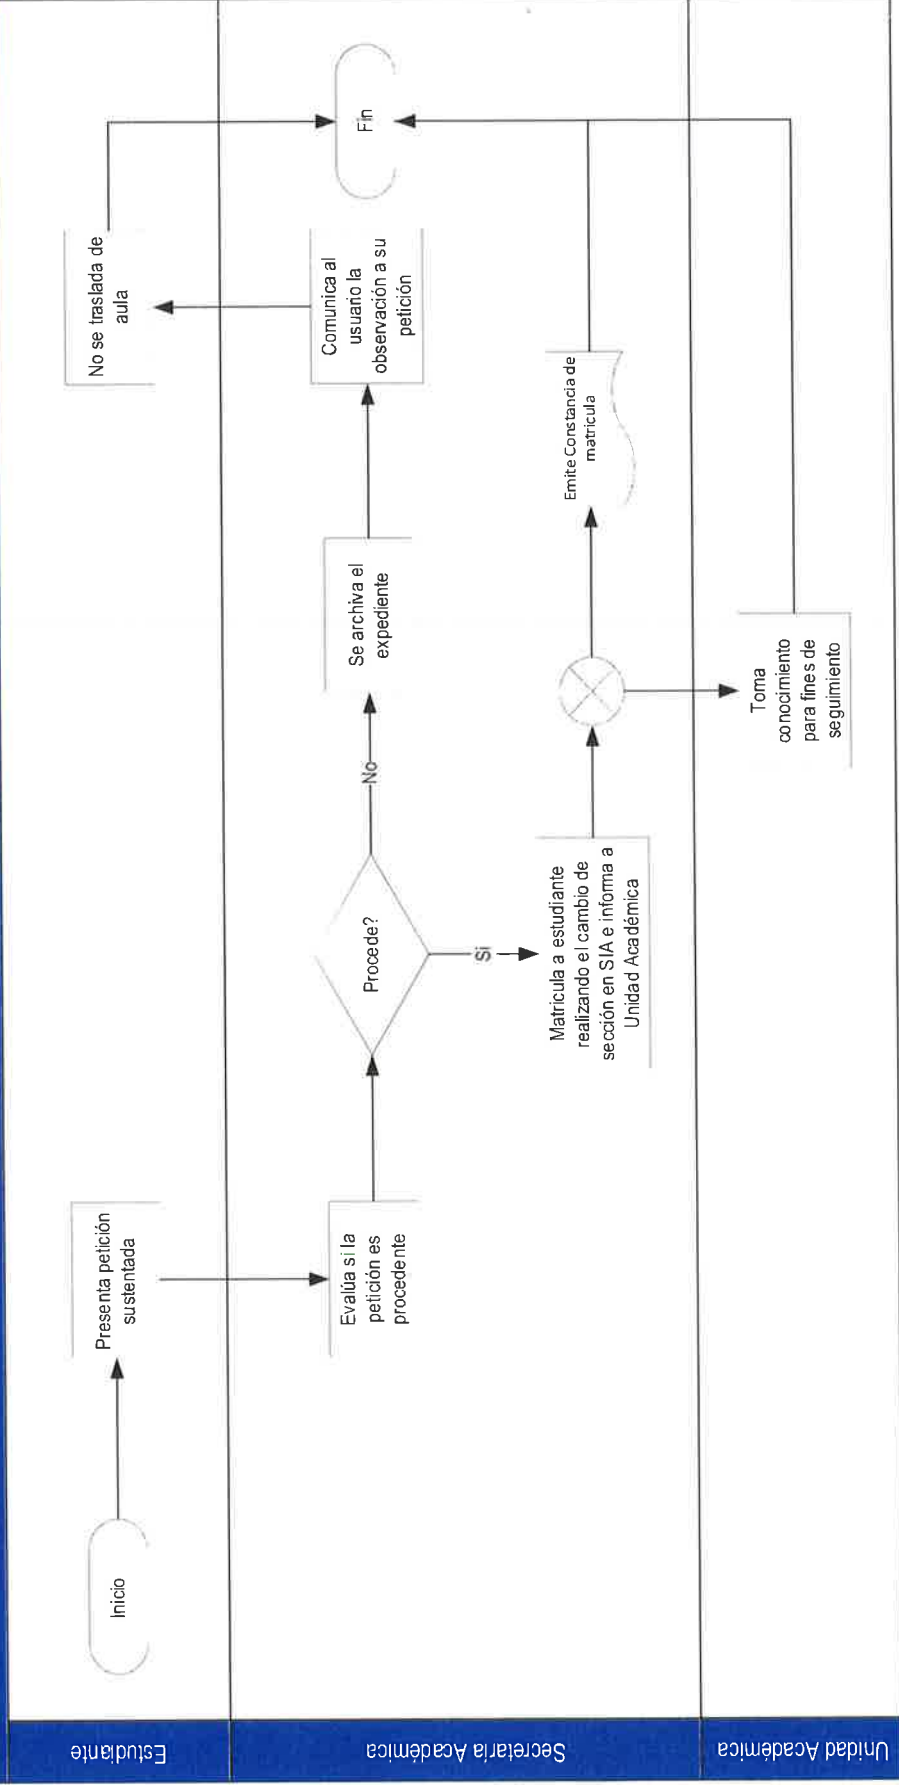 Estudiante
Inicio
Presenta petición
sustentada
No se traslada de
aula
Secretaría Académica
Evalúa si la
petición es
procedente
Procede?
No
Se archiva el
expediente
Comunica al
usuario la
observación a su
petición
Fin
Si
Matricula a estudiante
realizando el cambio de
sección en SIA e informa a
Unidad Académica
Emite Constancia de
matricula
Unidad Académica
Toma
conocimiento
para fines de
seguimiento